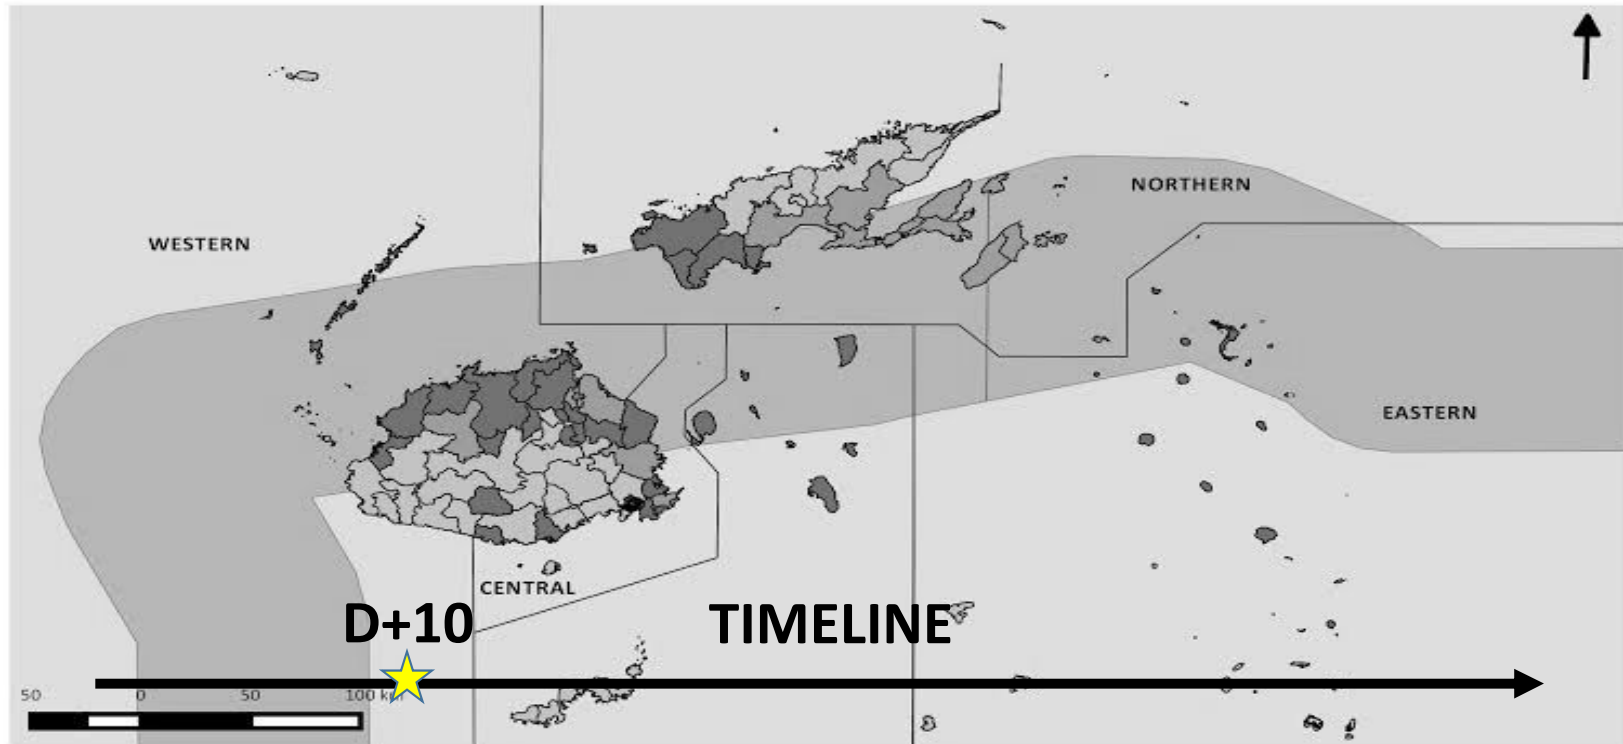 NORTHERN
WESTERN
EASTERN
CENTRAL
D+10
TIMELINE
50 0 50 100 km